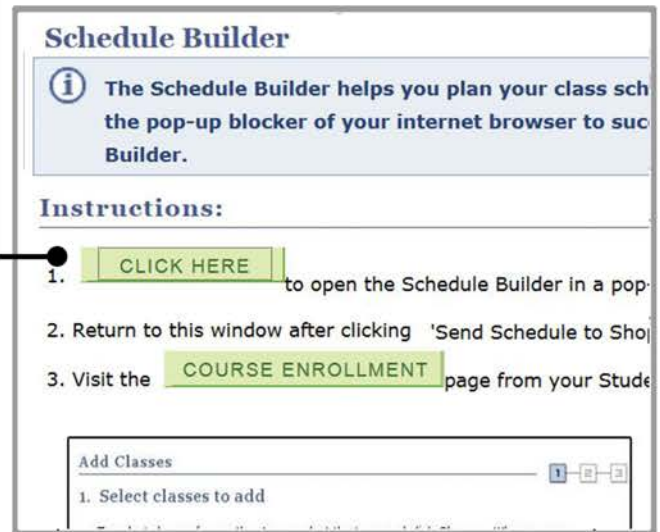 Schedule Builder
The Schedule Builder helps you plan your class sch
the pop-up blocker of your internet browser to suc
Builder.
Instructions:
1. CLICK HERE to open the Schedule Builder in a pop-
2. Return to this window after clicking 'Send Schedule to Sho
3. Visit the COURSE ENROLLMENT page from your Stude
Add Classes
1 2 3
1. Select classes to add